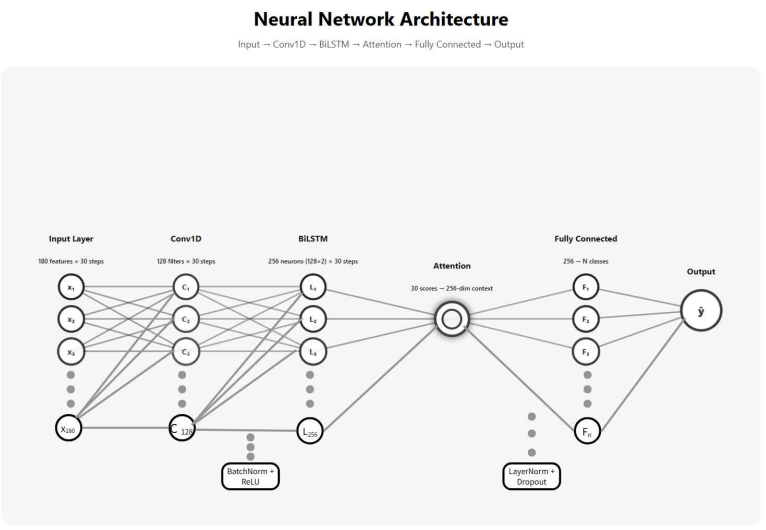 Neural Network Architecture
Input → Conv1D → BiLSTM → Attention → Fully Connected → Output
Input Layer
180 features × 30 steps
x₁
x₂
x₃
x₁₈₀
Conv1D
128 filters × 30 steps
C₁
C₂
C₃
C ₁₂₈
BiLSTM
256 neurons (128×2) × 30 steps
L₁
L₂
L₃
L₂₅₆
BatchNorm +
ReLU
Attention
30 scores → 256-dim context
Fully Connected
256 → N classes
F₁
F₂
F₃
Fₙ
LayerNorm +
Dropout
Output
ŷ